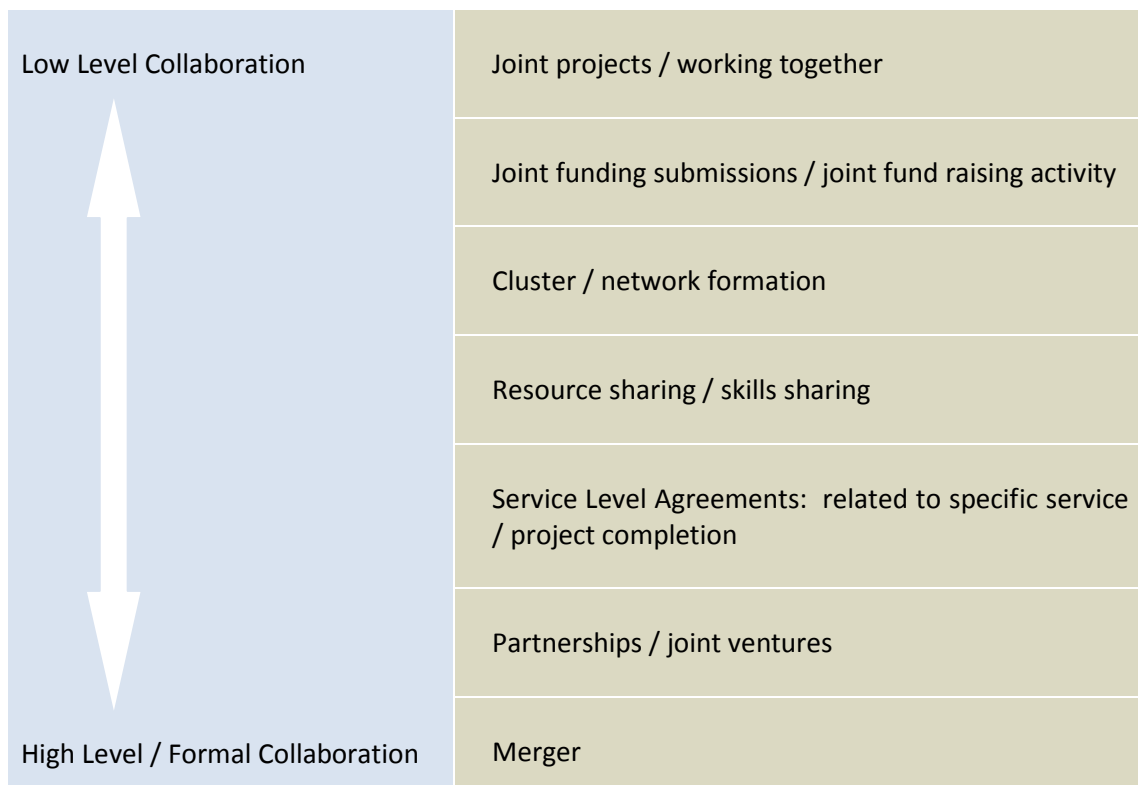 Low Level Collaboration
Joint projects / working together
Joint funding submissions / joint fund raising activity
Cluster / network formation
Resource sharing / skills sharing
Service Level Agreements: related to specific service
/ project completion
Partnerships / joint ventures
High Level / Formal Collaboration
Merger